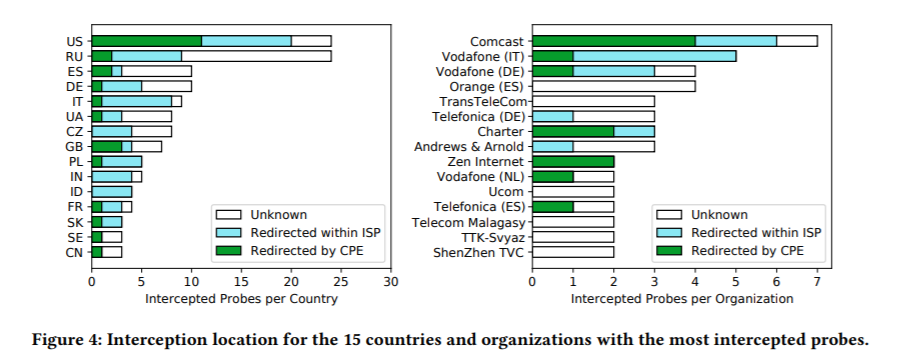 US
RU
ES
DE
IT
UA
CZ
GB
PL
IN
ID
FR
SK
SE
CN
0 5 10 15 20 25 30
Intercepted Probes per Country
Unknown
Redirected within ISP
Redirected by CPE
Comcast
Vodafone (IT)
Vodafone (DE)
Orange (ES)
TransTeleCom
Telefonica (DE)
Charter
Andrews & Arnold
Zen Internet
Vodafone (NL)
Ucom
Telefonica (ES)
Telecom Malagasy
TTK-Svyaz
ShenZhen TVC
0 1 2 3 4 5 6 7
Intercepted Probes per Organization
Unknown
Redirected within ISP
Redirected by CPE
Figure 4: Interception location for the 15 countries and organizations with the most intercepted probes.